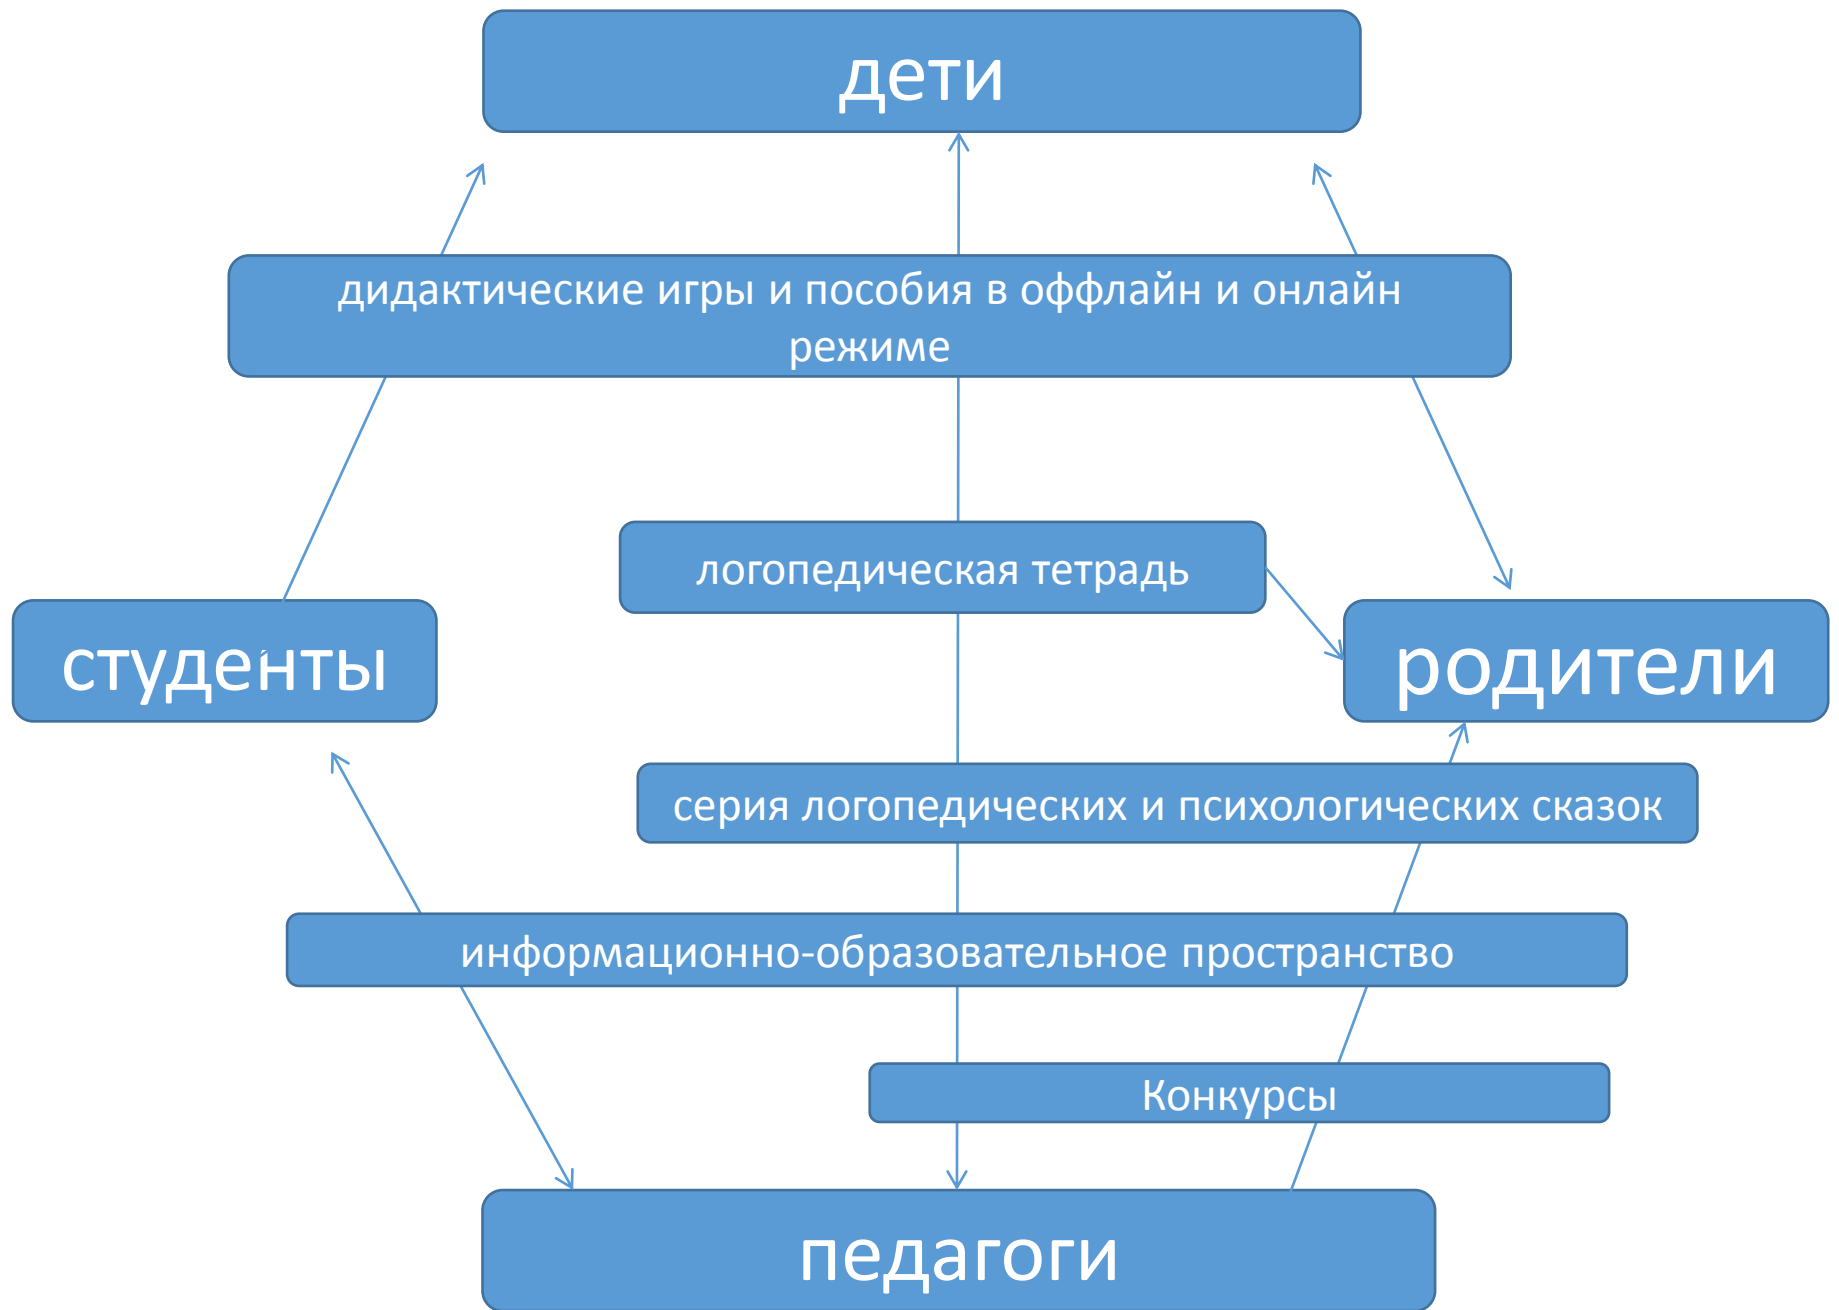 дети
дидактические игры и пособия в оффлайн и онлайн
режиме
логопедическая тетрадь
студенты
родители
серия логопедических и психологических сказок
информационно-образовательное пространство
Конкурсы
педагоги